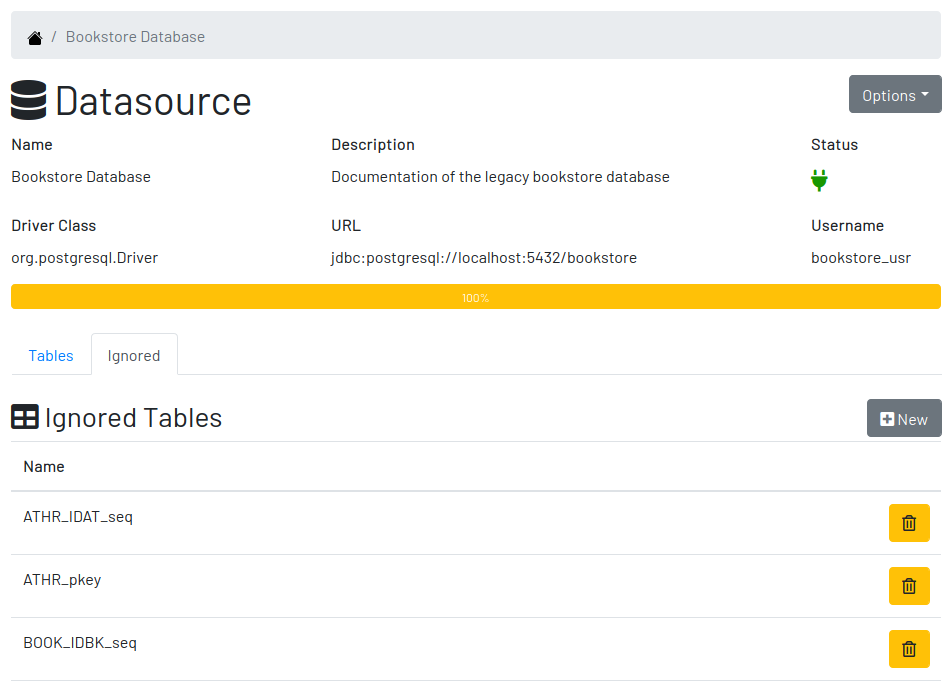 / Bookstore Database
Datasource
Options
Name Description Status
Bookstore Database Documentation of the legacy bookstore database
Driver Class URL Username
org.postgresql.Driver jdbc:postgresql://localhost:5432/bookstore bookstore_usr
100%
Tables Ignored
Ignored Tables
New
Name
ATHR_IDAT_seq
ATHR_pkey
BOOK_IDBK_seq